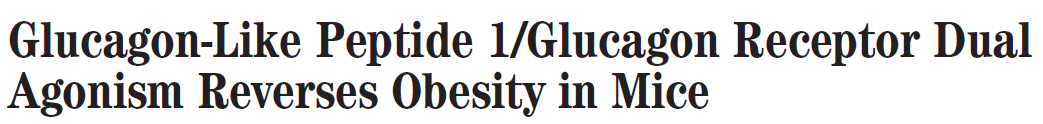 Glucagon-Like Peptide 1/Glucagon Receptor Dual
Agonism Reverses Obesity in Mice